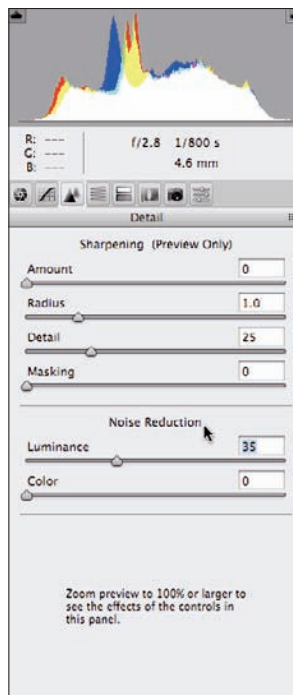 R: ---
G: ---
B: ---
f/2.8 1/800 s
4.6 mm
Detail
Sharpening (Preview Only)
Amount 0
Radius 1.0
Detail 25
Masking 0
Noise Reduction
Luminance 35
Color 0
Zoom preview to 100% or larger to
see the effects of the controls in
this panel.